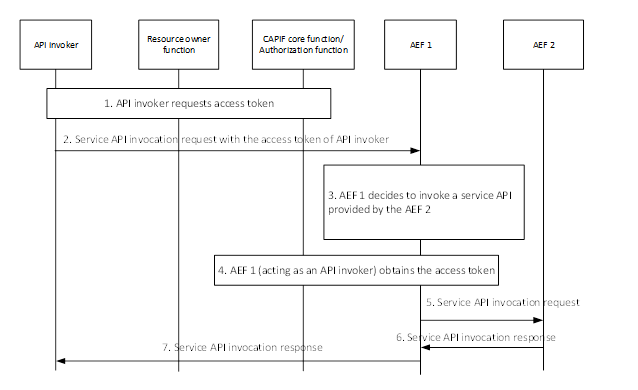 API invoker
Resource owner
function
CAPIF core function/
Authorization function
AEF 1
AEF 2
1. API invoker requests access token
2. Service API invocation request with the access token of API invoker
3. AEF 1 decides to invoke a service API
provided by the AEF 2
4. AEF 1 (acting as an API invoker) obtains the access token
5. Service API invocation request
6. Service API invocation response
7. Service API invocation response